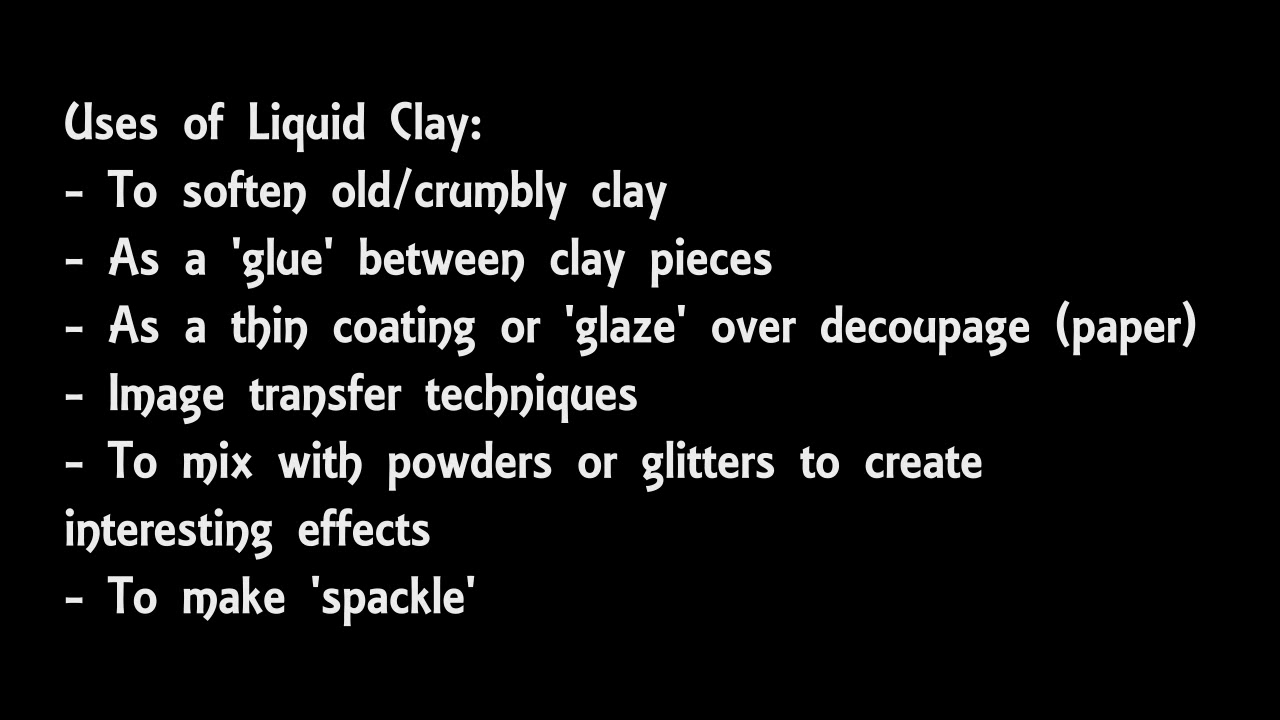 Uses of Liquid Clay:
- To soften old/crumbly clay
- As a 'glue' between clay pieces
- As a thin coating or 'glaze' over decoupage (paper)
- Image transfer techniques
- To mix with powders or glitters to create
interesting effects
- To make 'spackle'